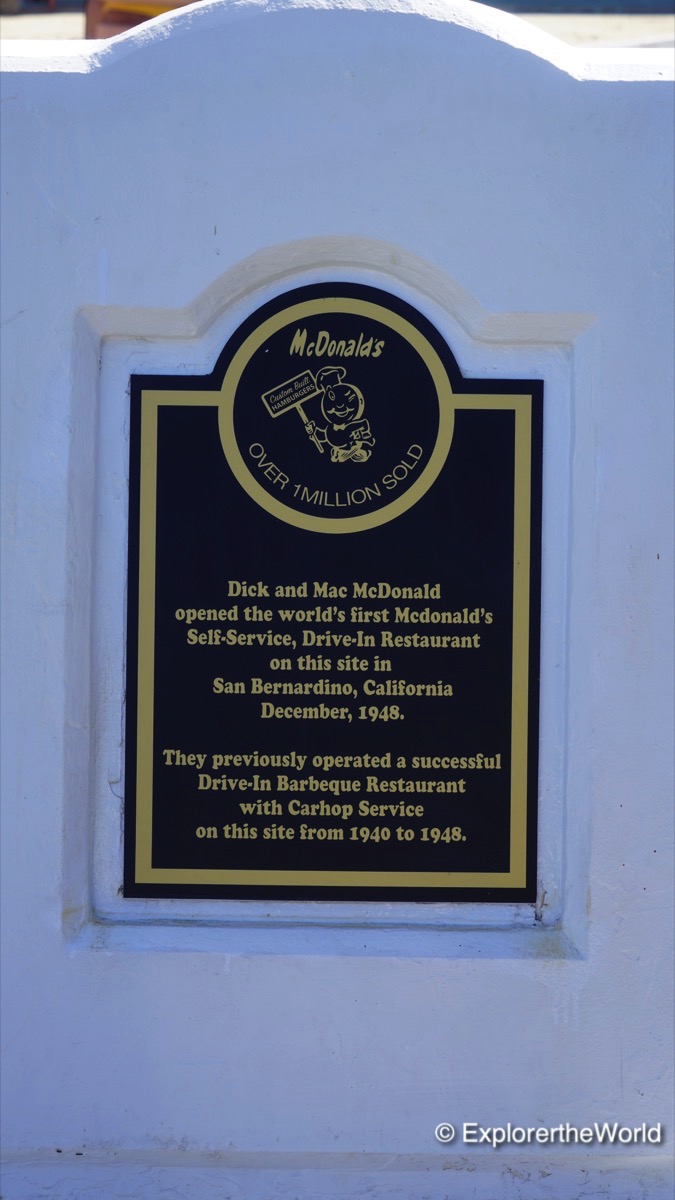 McDonald's
Custom Built
HAMBURGERS
OVER 1MILLION SOLD
Dick and Mac McDonald
opened the world's first Mcdonald's
Self-Service, Drive-In Restaurant
on this site in
San Bernardino, California
December, 1948.
They previously operated a successful
Drive-In Barbeque Restaurant
with Carhop Service
on this site from 1940 to 1948.
© ExplorertheWorld